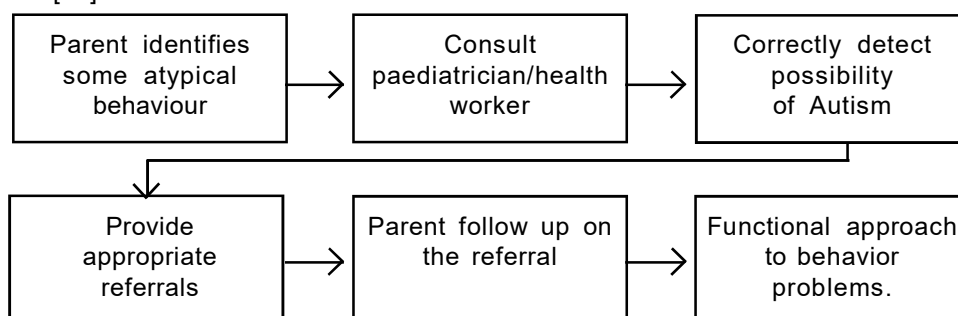 Parent identifies
some atypical
behaviour
Consult
paediatrician/health
worker
Correctly detect
possibility
of Autism
Provide
appropriate
referrals
Parent follow up on
the referral
Functional approach
to behavior
problems.